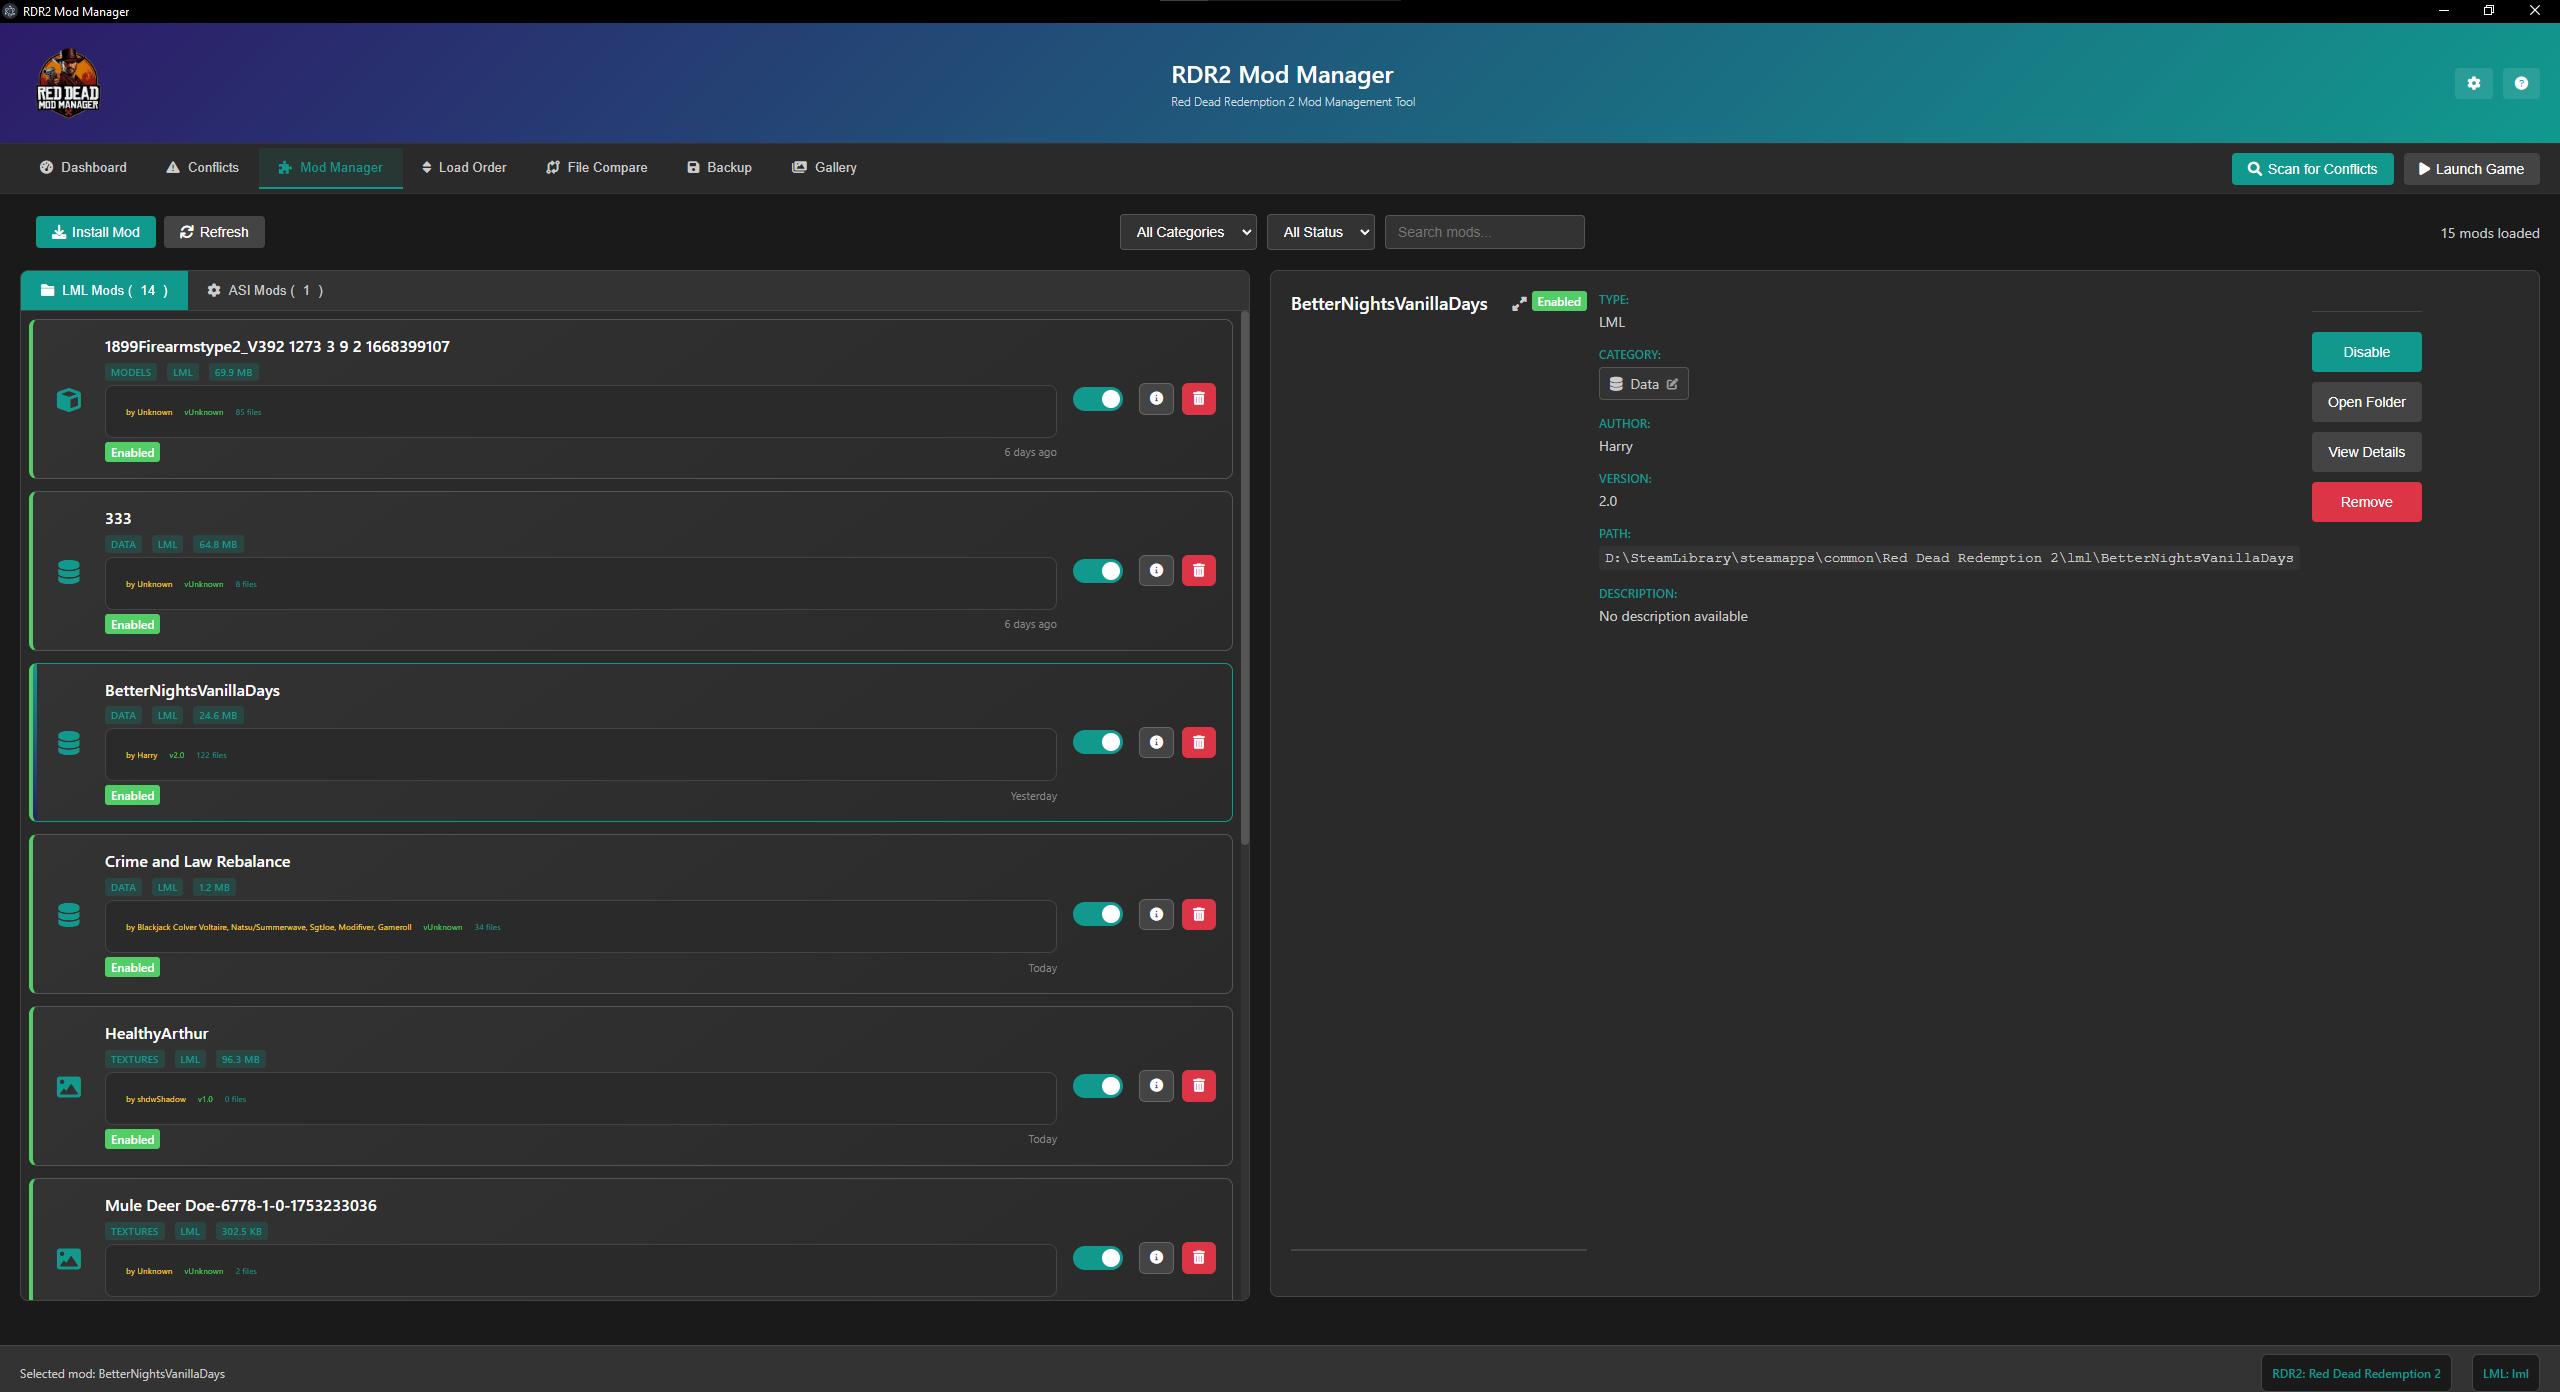 RDR2 Mod Manager
RED DEAD
MOD MANAGER
RDR2 Mod Manager
Red Dead Redemption 2 Mod Management Tool
Dashboard
Conflicts
Mod Manager
Load Order
File Compare
Backup
Gallery
Scan for Conflicts
Launch Game
Install Mod
Refresh
All Categories
All Status
Search mods...
15 mods loaded
LML Mods ( 14 )
ASI Mods ( 1 )
1899Firearmstype2_V392 1273 3 9 2 1668399107
MODELS LML 69.9 MB
by Unknown vUnknown 85 files
Enabled
6 days ago
333
DATA LML 64.8 MB
by Unknown vUnknown 8 files
Enabled
6 days ago
BetterNightsVanillaDays
DATA LML 24.6 MB
by Harry v2.0 122 files
Enabled
Yesterday
Crime and Law Rebalance
DATA LML 1.2 MB
by Blackjack Colver Voltaire, Natsu/Summerwave, SgtJoe, Modifiver, Gameroll vUnknown 34 files
Enabled
Today
HealthyArthur
TEXTURES LML 96.3 MB
by shdwShadow v1.0 0 files
Enabled
Today
Mule Deer Doe-6778-1-0-1753233036
TEXTURES LML 302.5 KB
by Unknown vUnknown 2 files
BetterNightsVanillaDays
Enabled
TYPE:
LML
CATEGORY:
Data
AUTHOR:
Harry
VERSION:
2.0
PATH:
D:\SteamLibrary\steamapps\common\Red Dead Redemption 2\lml\BetterNightsVanillaDays
DESCRIPTION:
No description available
Disable
Open Folder
View Details
Remove
Selected mod: BetterNightsVanillaDays
RDR2: Red Dead Redemption 2
LML: lml